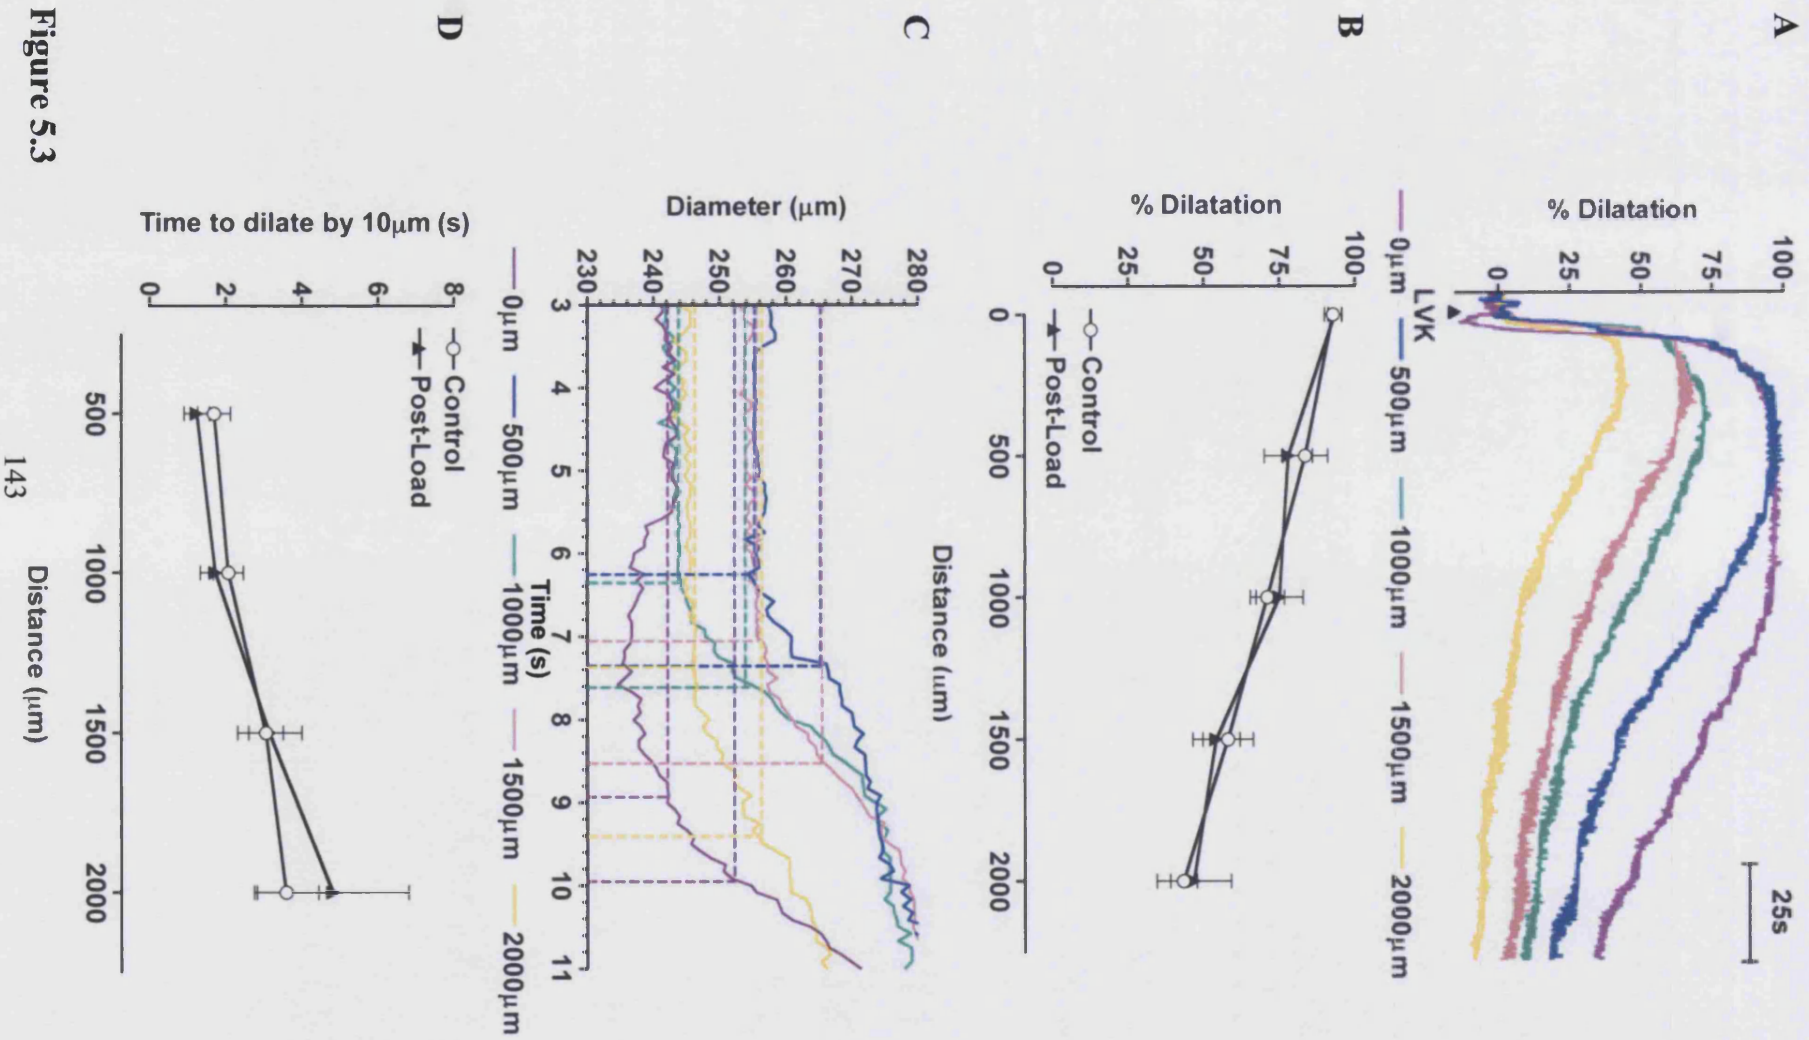 A
% Dilatation
100
75
50
25
0
LVK
25s
0μm 500μm 1000μm 1500μm 2000μm
B
% Dilatation
100
75
50
25
0
0 500 1000 1500 2000
Distance (μm)
Control
Post-Load
C
Diameter (μm)
280
270
260
250
240
230
3 4 5 6 7 8 9 10 11
Time (s)
0μm 500μm 1000μm 1500μm 2000μm
D
Time to dilate by 10μm (s)
8
6
4
2
0
Control
Post-Load
500 1000 1500 2000
Distance (μm)
Figure 5.3
143